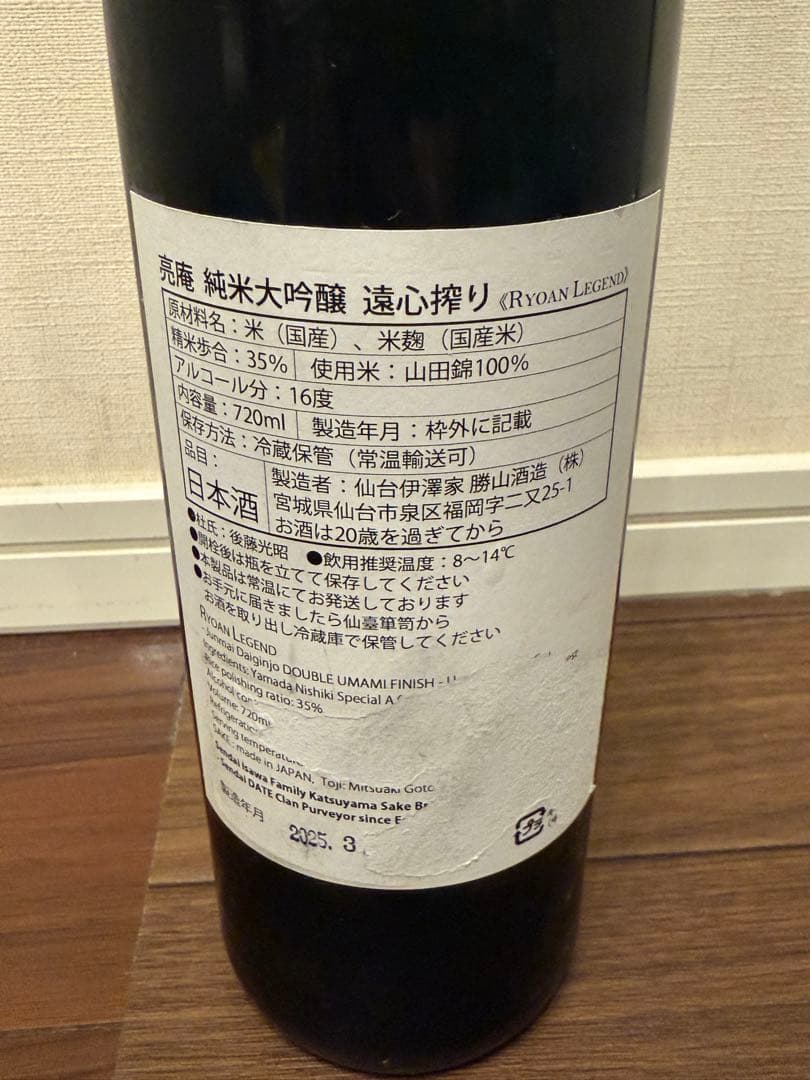 亮庵 純米大吟醸 遠心搾り《RYOAN LEGEND》
原材料名：米（国産）、米麹（国産米）
精米歩合：35% 使用米：山田錦100%
アルコール分：16度
内容量：720ml 製造年月：枠外に記載
保存方法：冷蔵保管（常温輸送可）
品目：
日本酒
製造者：仙台伊澤家 勝山酒造（株）
宮城県仙台市泉区福岡字二又25-1
お酒は20歳を過ぎてから
●杜氏：後藤光昭 ●飲用推奨温度：8〜14℃
●開栓後は瓶を立てて保存してください
●本製品は常温にてお発送しております
●お手元に届きましたら仙臺箪笥から
お酒を取り出し冷蔵庫で保管してください
RYOAN LEGEND
Junmai Daiginjo DOUBLE UMAMI FINISH -
Ingredients: Yamada Nishiki Special A
Rice polishing ratio: 35%
Alcohol
Volume: 720ml
Serving
SAKE: made in JAPAN, Toji: Mitsuaki Goto
Sendai Isawa Family Katsuyama Sake
Sendai DATE Clan Purveyor since
製造年月
2025. 3
プラ